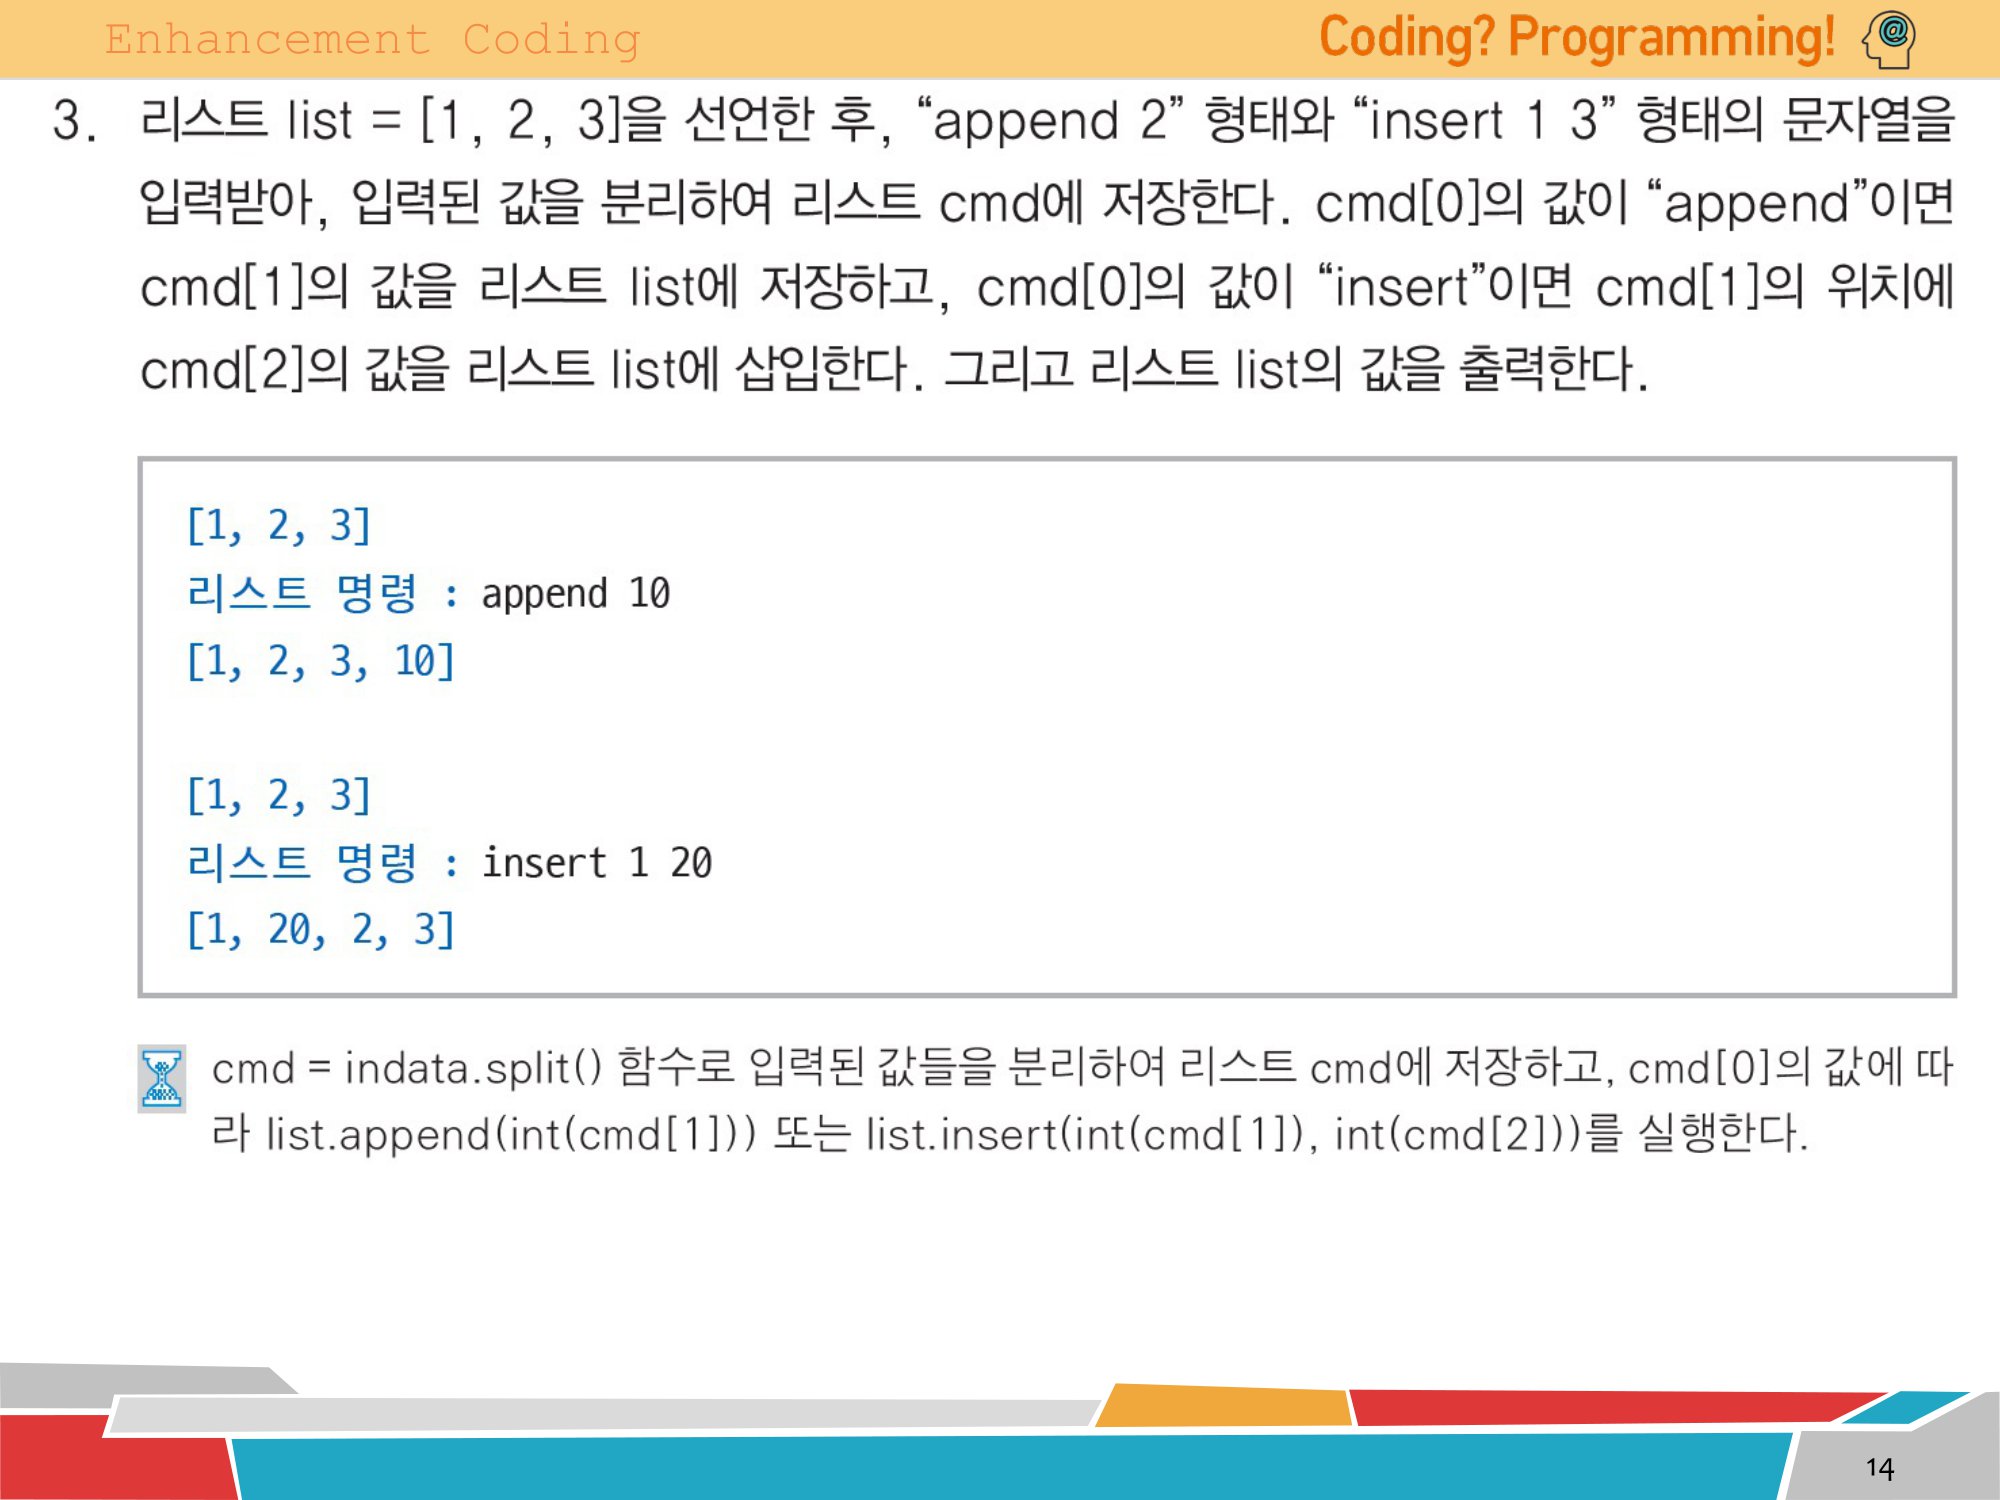 Enhancement Coding
Coding? Programming!
@
3. 리스트 list = [1, 2, 3]을 선언한 후, “append 2” 형태와 “insert 1 3” 형태의 문자열을
입력받아, 입력된 값을 분리하여 리스트 cmd에 저장한다. cmd[0]의 값이 “append”이면
cmd[1]의 값을 리스트 list에 저장하고, cmd[0]의 값이 “insert”이면 cmd[1]의 위치에
cmd[2]의 값을 리스트 list에 삽입한다. 그리고 리스트 list의 값을 출력한다.
[1, 2, 3]
리스트 명령 : append 10
[1, 2, 3, 10]
[1, 2, 3]
리스트 명령 : insert 1 20
[1, 20, 2, 3]
cmd = indata.split() 함수로 입력된 값들을 분리하여 리스트 cmd에 저장하고, cmd[0]의 값에 따
라 list.append(int(cmd[1])) 또는 list.insert(int(cmd[1]), int(cmd[2]))를 실행한다.
14